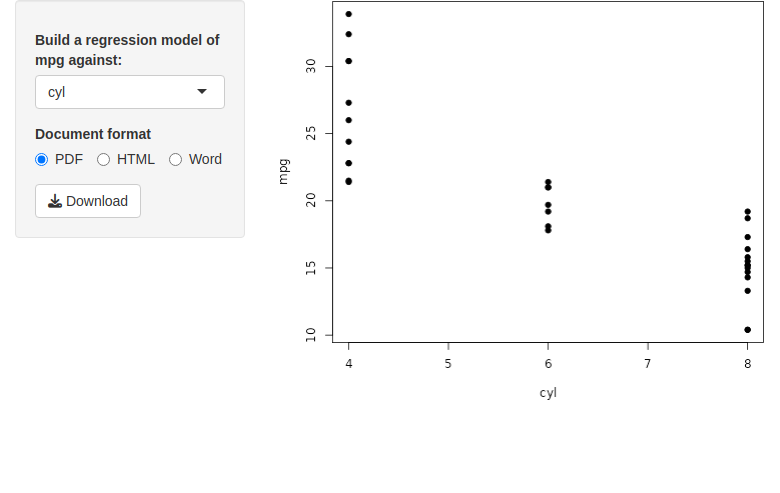 Build a regression model of
mpg against:
cyl
Document format
PDF HTML Word
Download
mpg
30
25
20
15
10
4 5 6 7 8
cyl